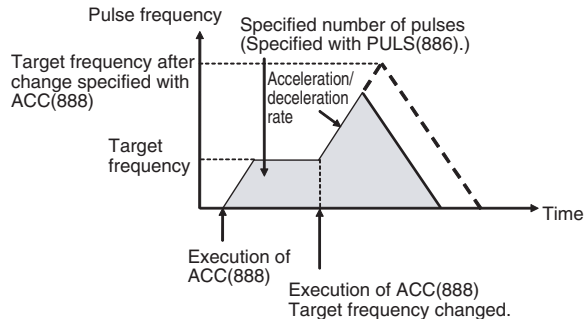 Pulse frequency
Specified number of pulses
(Specified with PULS(886).)
Target frequency after
change specified with
ACC(888)
Acceleration/
deceleration
rate
Target
frequency
Time
Execution of
ACC(888)
Execution of ACC(888)
Target frequency changed.